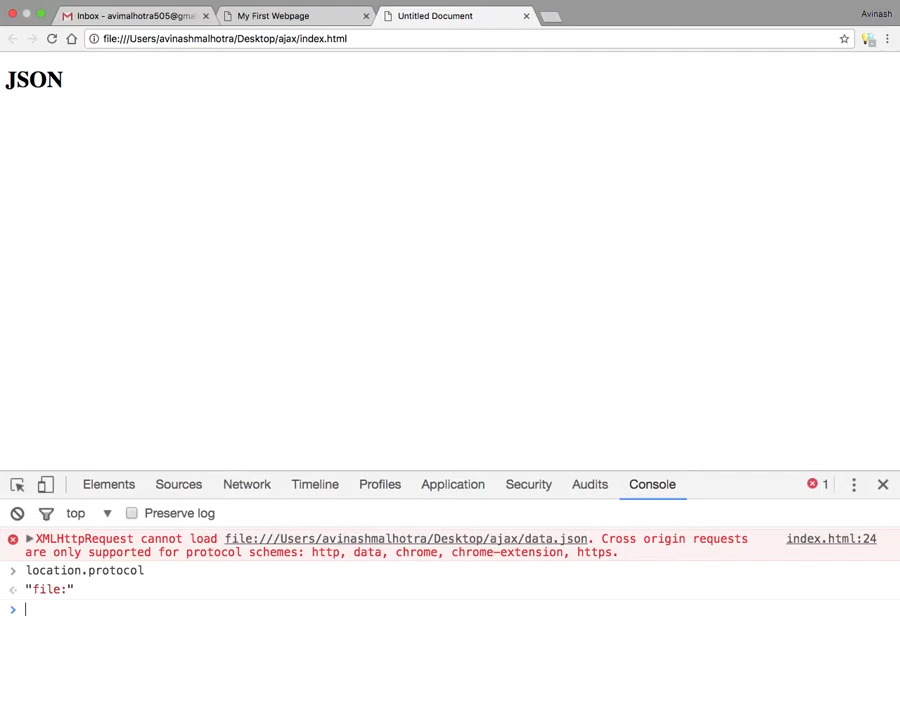 Inbox - avimalhotra505@gmai
My First Webpage
Untitled Document
Avinash
file:///Users/avinashmalhotra/Desktop/ajax/index.html
JSON
Elements Sources Network Timeline Profiles Application Security Audits Console 1
top Preserve log
XMLHttpRequest cannot load file:///Users/avinashmalhotra/Desktop/ajax/data.json. Cross origin requests index.html:24
are only supported for protocol schemes: http, data, chrome, chrome-extension, https.
location.protocol
"file:"